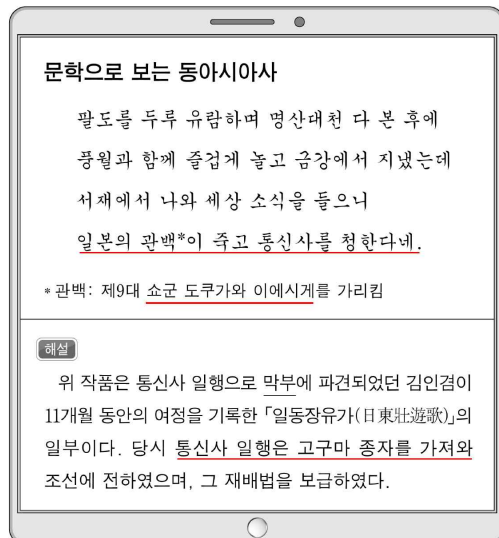 문학으로 보는 동아시아사
팔도를 두루 유람하며 명산대천 다 본 후에
풍월과 함께 즐겁게 놀고 금강에서 지냈는데
서재에서 나와 세상 소식을 들으니
일본의 관백*이 죽고 통신사를 청한다네.
* 관백: 제9대 쇼군 도쿠가와 이에시게를 가리킴
해설
위 작품은 통신사 일행으로 막부에 파견되었던 김인겸이
11개월 동안의 여정을 기록한 「일동장유가(日東壯遊歌)」의
일부이다. 당시 통신사 일행은 고구마 종자를 가져와
조선에 전하였으며, 그 재배법을 보급하였다.